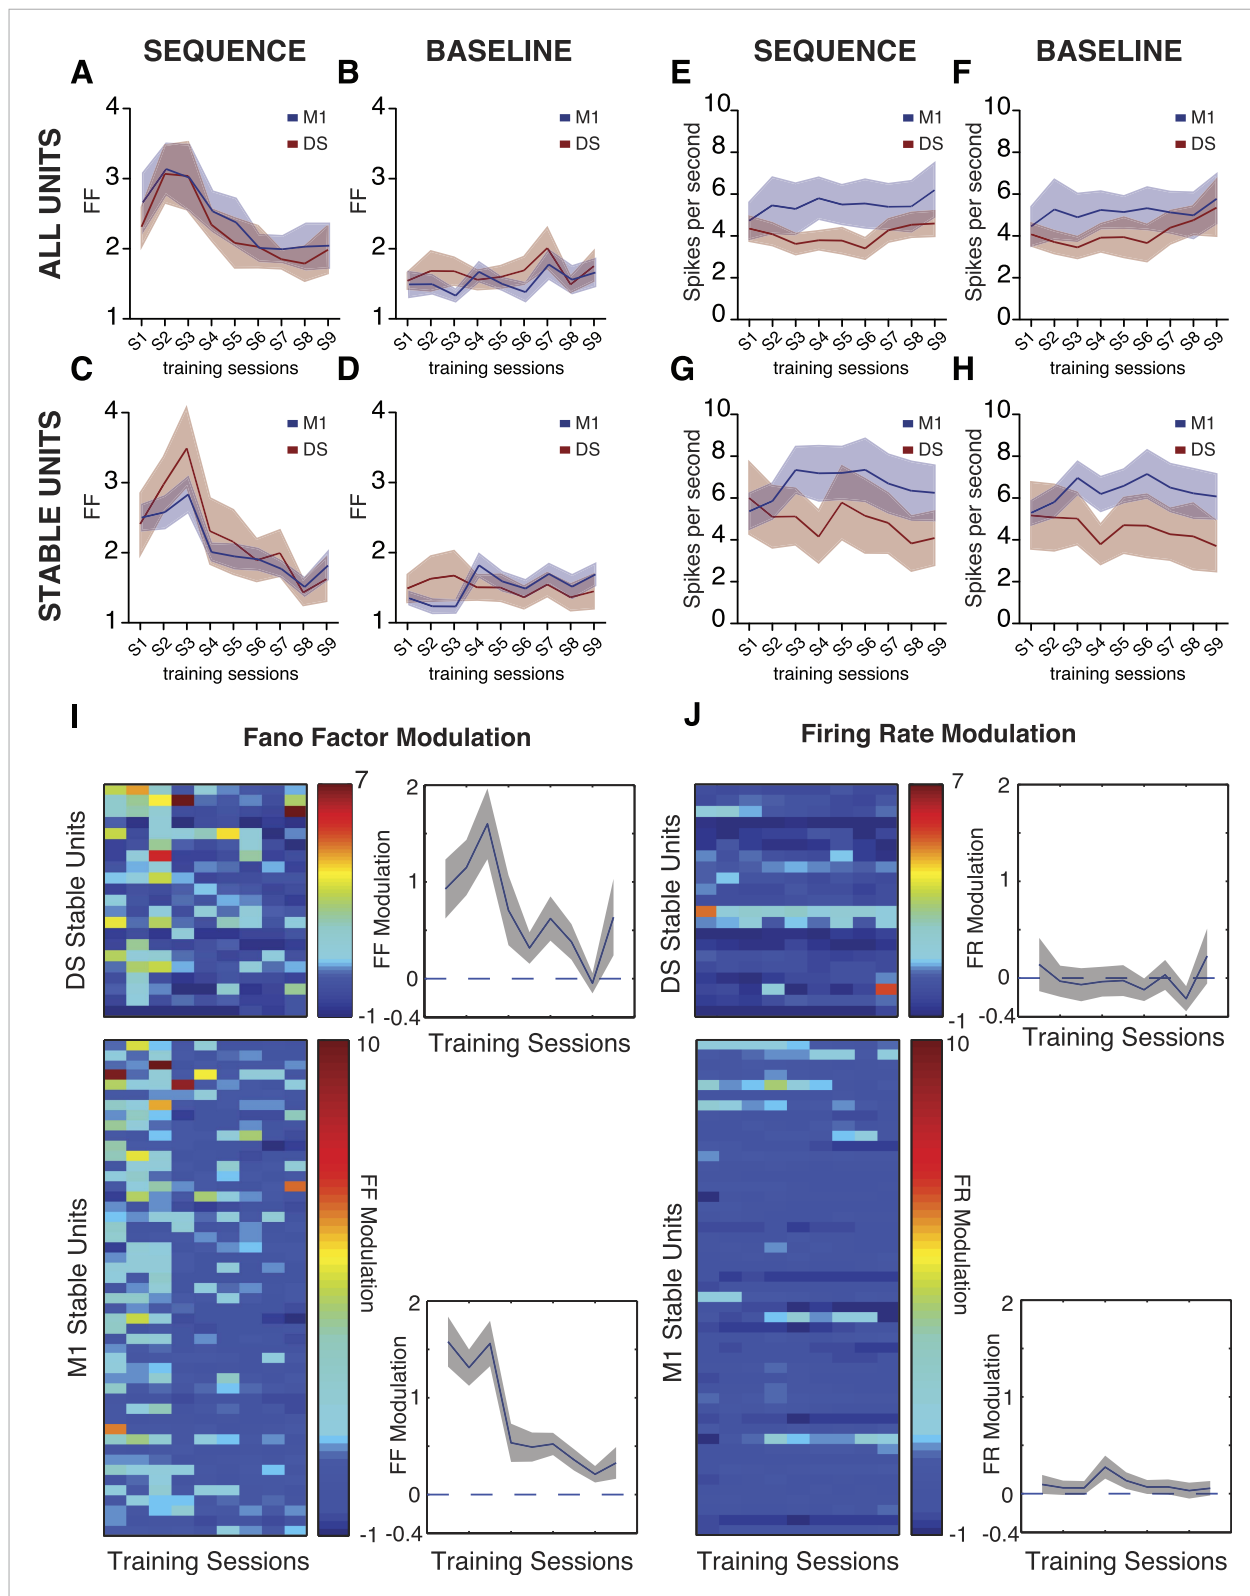 SEQUENCE
BASELINE
SEQUENCE
BASELINE
ALL UNITS
STABLE UNITS
A
4
3
2
1
FF
M1
DS
S1 S2 S3 S4 S5 S6 S7 S8 S9
training sessions
B
4
3
2
1
FF
M1
DS
S1 S2 S3 S4 S5 S6 S7 S8 S9
training sessions
E
10
8
6
4
2
0
Spikes per second
M1
DS
S1 S2 S3 S4 S5 S6 S7 S8 S9
training sessions
F
10
8
6
4
2
0
Spikes per second
M1
DS
S1 S2 S3 S4 S5 S6 S7 S8 S9
training sessions
C
4
3
2
1
FF
M1
DS
S1 S2 S3 S4 S5 S6 S7 S8 S9
training sessions
D
4
3
2
1
FF
M1
DS
S1 S2 S3 S4 S5 S6 S7 S8 S9
training sessions
G
10
8
6
4
2
0
Spikes per second
M1
DS
S1 S2 S3 S4 S5 S6 S7 S8 S9
training sessions
H
10
8
6
4
2
0
Spikes per second
M1
DS
S1 S2 S3 S4 S5 S6 S7 S8 S9
training sessions
I
Fano Factor Modulation
DS Stable Units
7
-1
FF Modulation
2
1
0
-0.4
Training Sessions
M1 Stable Units
10
-1
FF Modulation
Training Sessions
FF Modulation
2
1
0
-0.4
J
Firing Rate Modulation
DS Stable Units
7
-1
FR Modulation
2
1
0
-0.4
Training Sessions
M1 Stable Units
10
-1
FR Modulation
Training Sessions
FR Modulation
2
1
0
-0.4